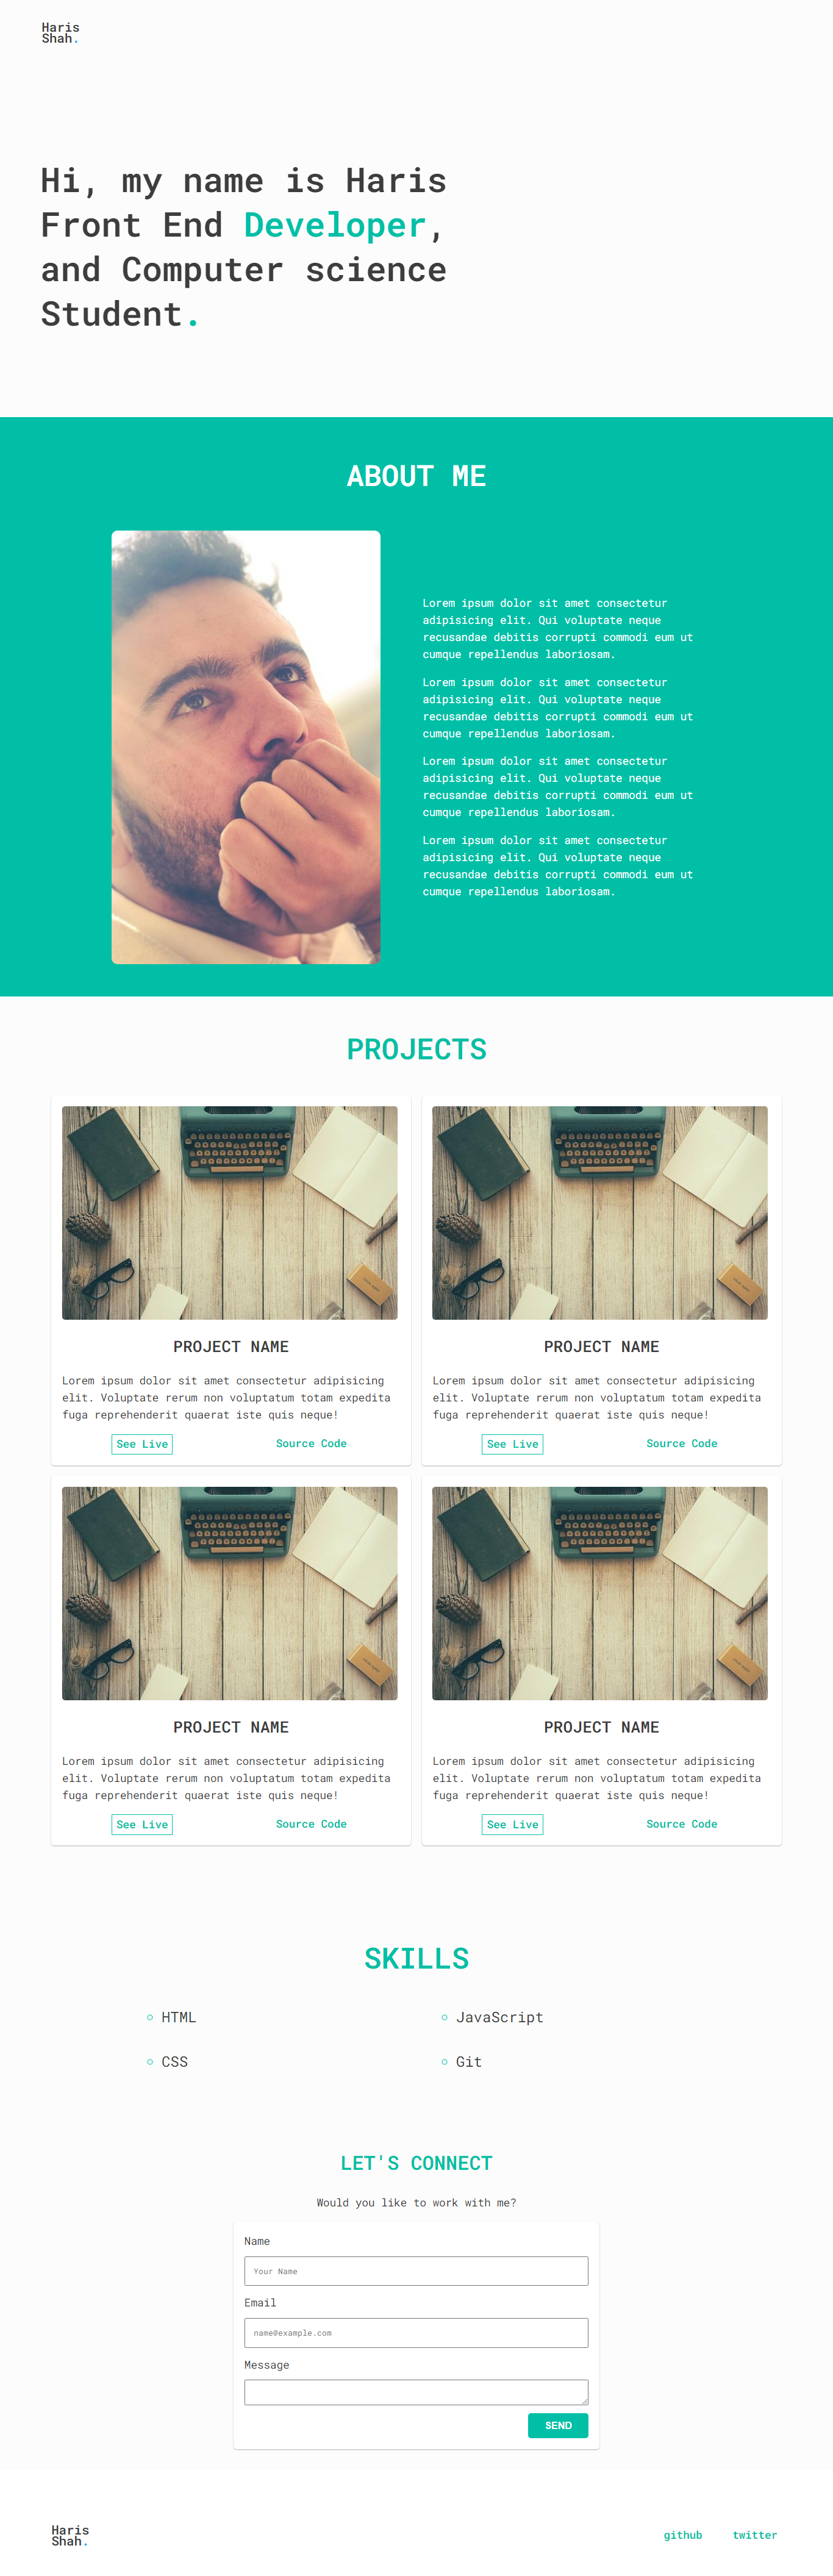 Haris
Shah.
Hi, my name is Haris
Front End Developer,
and Computer science
Student.
ABOUT ME
Lorem ipsum dolor sit amet consectetur
adipisicing elit. Qui voluptate neque
recusandae debitis corrupti commodi eum ut
cumque repellendus laboriosam.
Lorem ipsum dolor sit amet consectetur
adipisicing elit. Qui voluptate neque
recusandae debitis corrupti commodi eum ut
cumque repellendus laboriosam.
Lorem ipsum dolor sit amet consectetur
adipisicing elit. Qui voluptate neque
recusandae debitis corrupti commodi eum ut
cumque repellendus laboriosam.
Lorem ipsum dolor sit amet consectetur
adipisicing elit. Qui voluptate neque
recusandae debitis corrupti commodi eum ut
cumque repellendus laboriosam.
PROJECTS
PROJECT NAME
Lorem ipsum dolor sit amet consectetur adipisicing
elit. Voluptate rerum non voluptatum totam expedita
fuga reprehenderit quaerat iste quis neque!
See Live
Source Code
PROJECT NAME
Lorem ipsum dolor sit amet consectetur adipisicing
elit. Voluptate rerum non voluptatum totam expedita
fuga reprehenderit quaerat iste quis neque!
See Live
Source Code
PROJECT NAME
Lorem ipsum dolor sit amet consectetur adipisicing
elit. Voluptate rerum non voluptatum totam expedita
fuga reprehenderit quaerat iste quis neque!
See Live
Source Code
PROJECT NAME
Lorem ipsum dolor sit amet consectetur adipisicing
elit. Voluptate rerum non voluptatum totam expedita
fuga reprehenderit quaerat iste quis neque!
See Live
Source Code
SKILLS
HTML
JavaScript
CSS
Git
LET'S CONNECT
Would you like to work with me?
Name
Your Name
Email
name@example.com
Message
SEND
Haris
Shah.
github
twitter